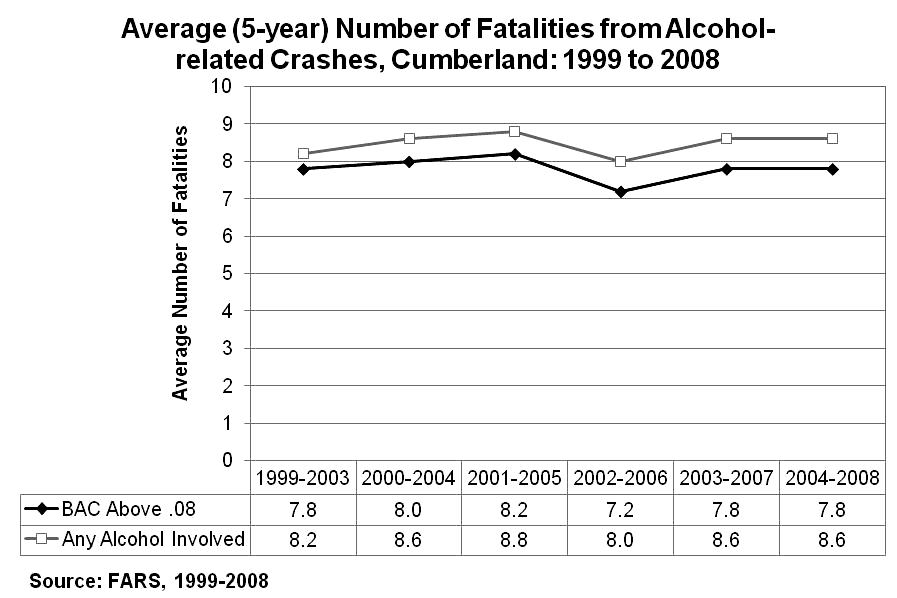 Average (5-year) Number of Fatalities from Alcohol-
related Crashes, Cumberland: 1999 to 2008
Average Number of Fatalities
10
9
8
7
6
5
4
3
2
1
0
1999-2003 2000-2004 2001-2005 2002-2006 2003-2007 2004-2008
BAC Above .08 7.8 8.0 8.2 7.2 7.8 7.8
Any Alcohol Involved 8.2 8.6 8.8 8.0 8.6 8.6
Source: FARS, 1999-2008